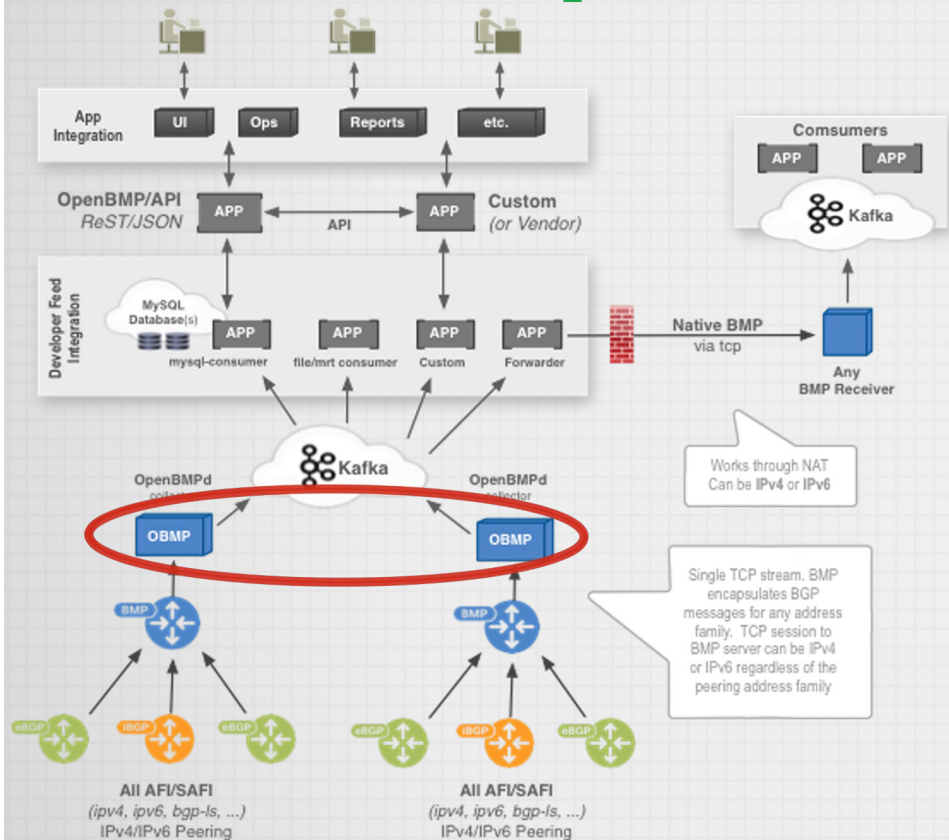 App
Integration
UI
Ops
Reports
etc.
Comsumers
APP
APP
Kafka
OpenBMP/API
ReST/JSON
APP
API
APP
Custom
(or Vendor)
Developer Feed
Integration
MySQL
Database(s)
APP
mysql-consumer
APP
file/mrt consumer
APP
Custom
APP
Forwarder
Native BMP
via tcp
Any
BMP Receiver
Works through NAT
Can be IPv4 or IPv6
Kafka
OpenBMPd
OpenBMPd
collector
OBMP
OBMP
Single TCP stream. BMP
encapsulates BGP
messages for any address
family. TCP session to
BMP server can be IPv4
or IPv6 regardless of the
peering address family
BMP
BMP
eBGP
iBGP
eBGP
eBGP
iBGP
eBGP
All AFI/SAFI
(ipv4, ipv6, bgp-ls, ...)
IPv4/IPv6 Peering
All AFI/SAFI
(ipv4, ipv6, bgp-ls, ...)
IPv4/IPv6 Peering